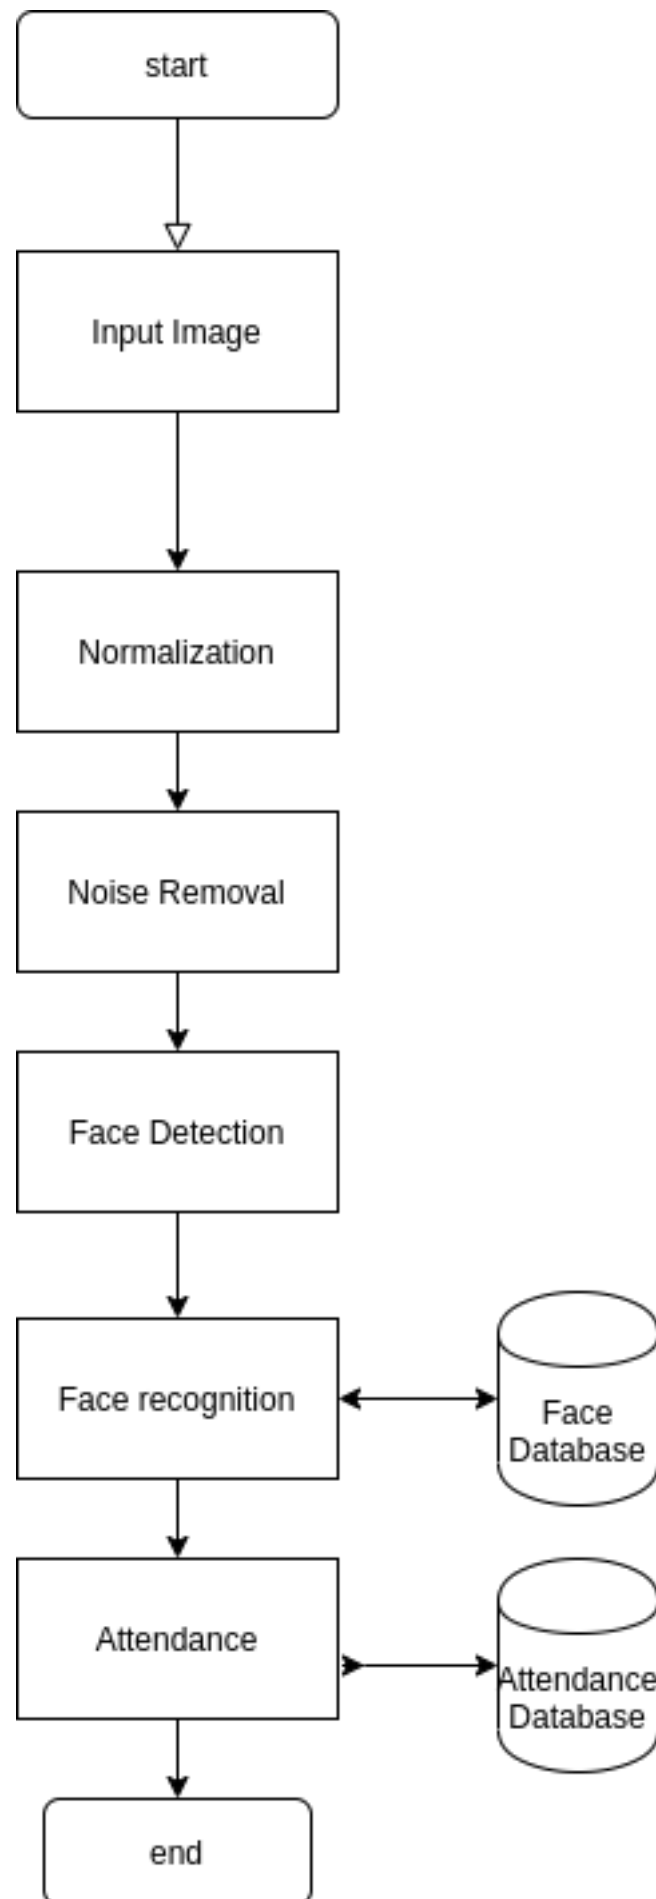 start
Input Image
Normalization
Noise Removal
Face Detection
Face recognition
Face
Database
Attendance
Attendance
Database
end